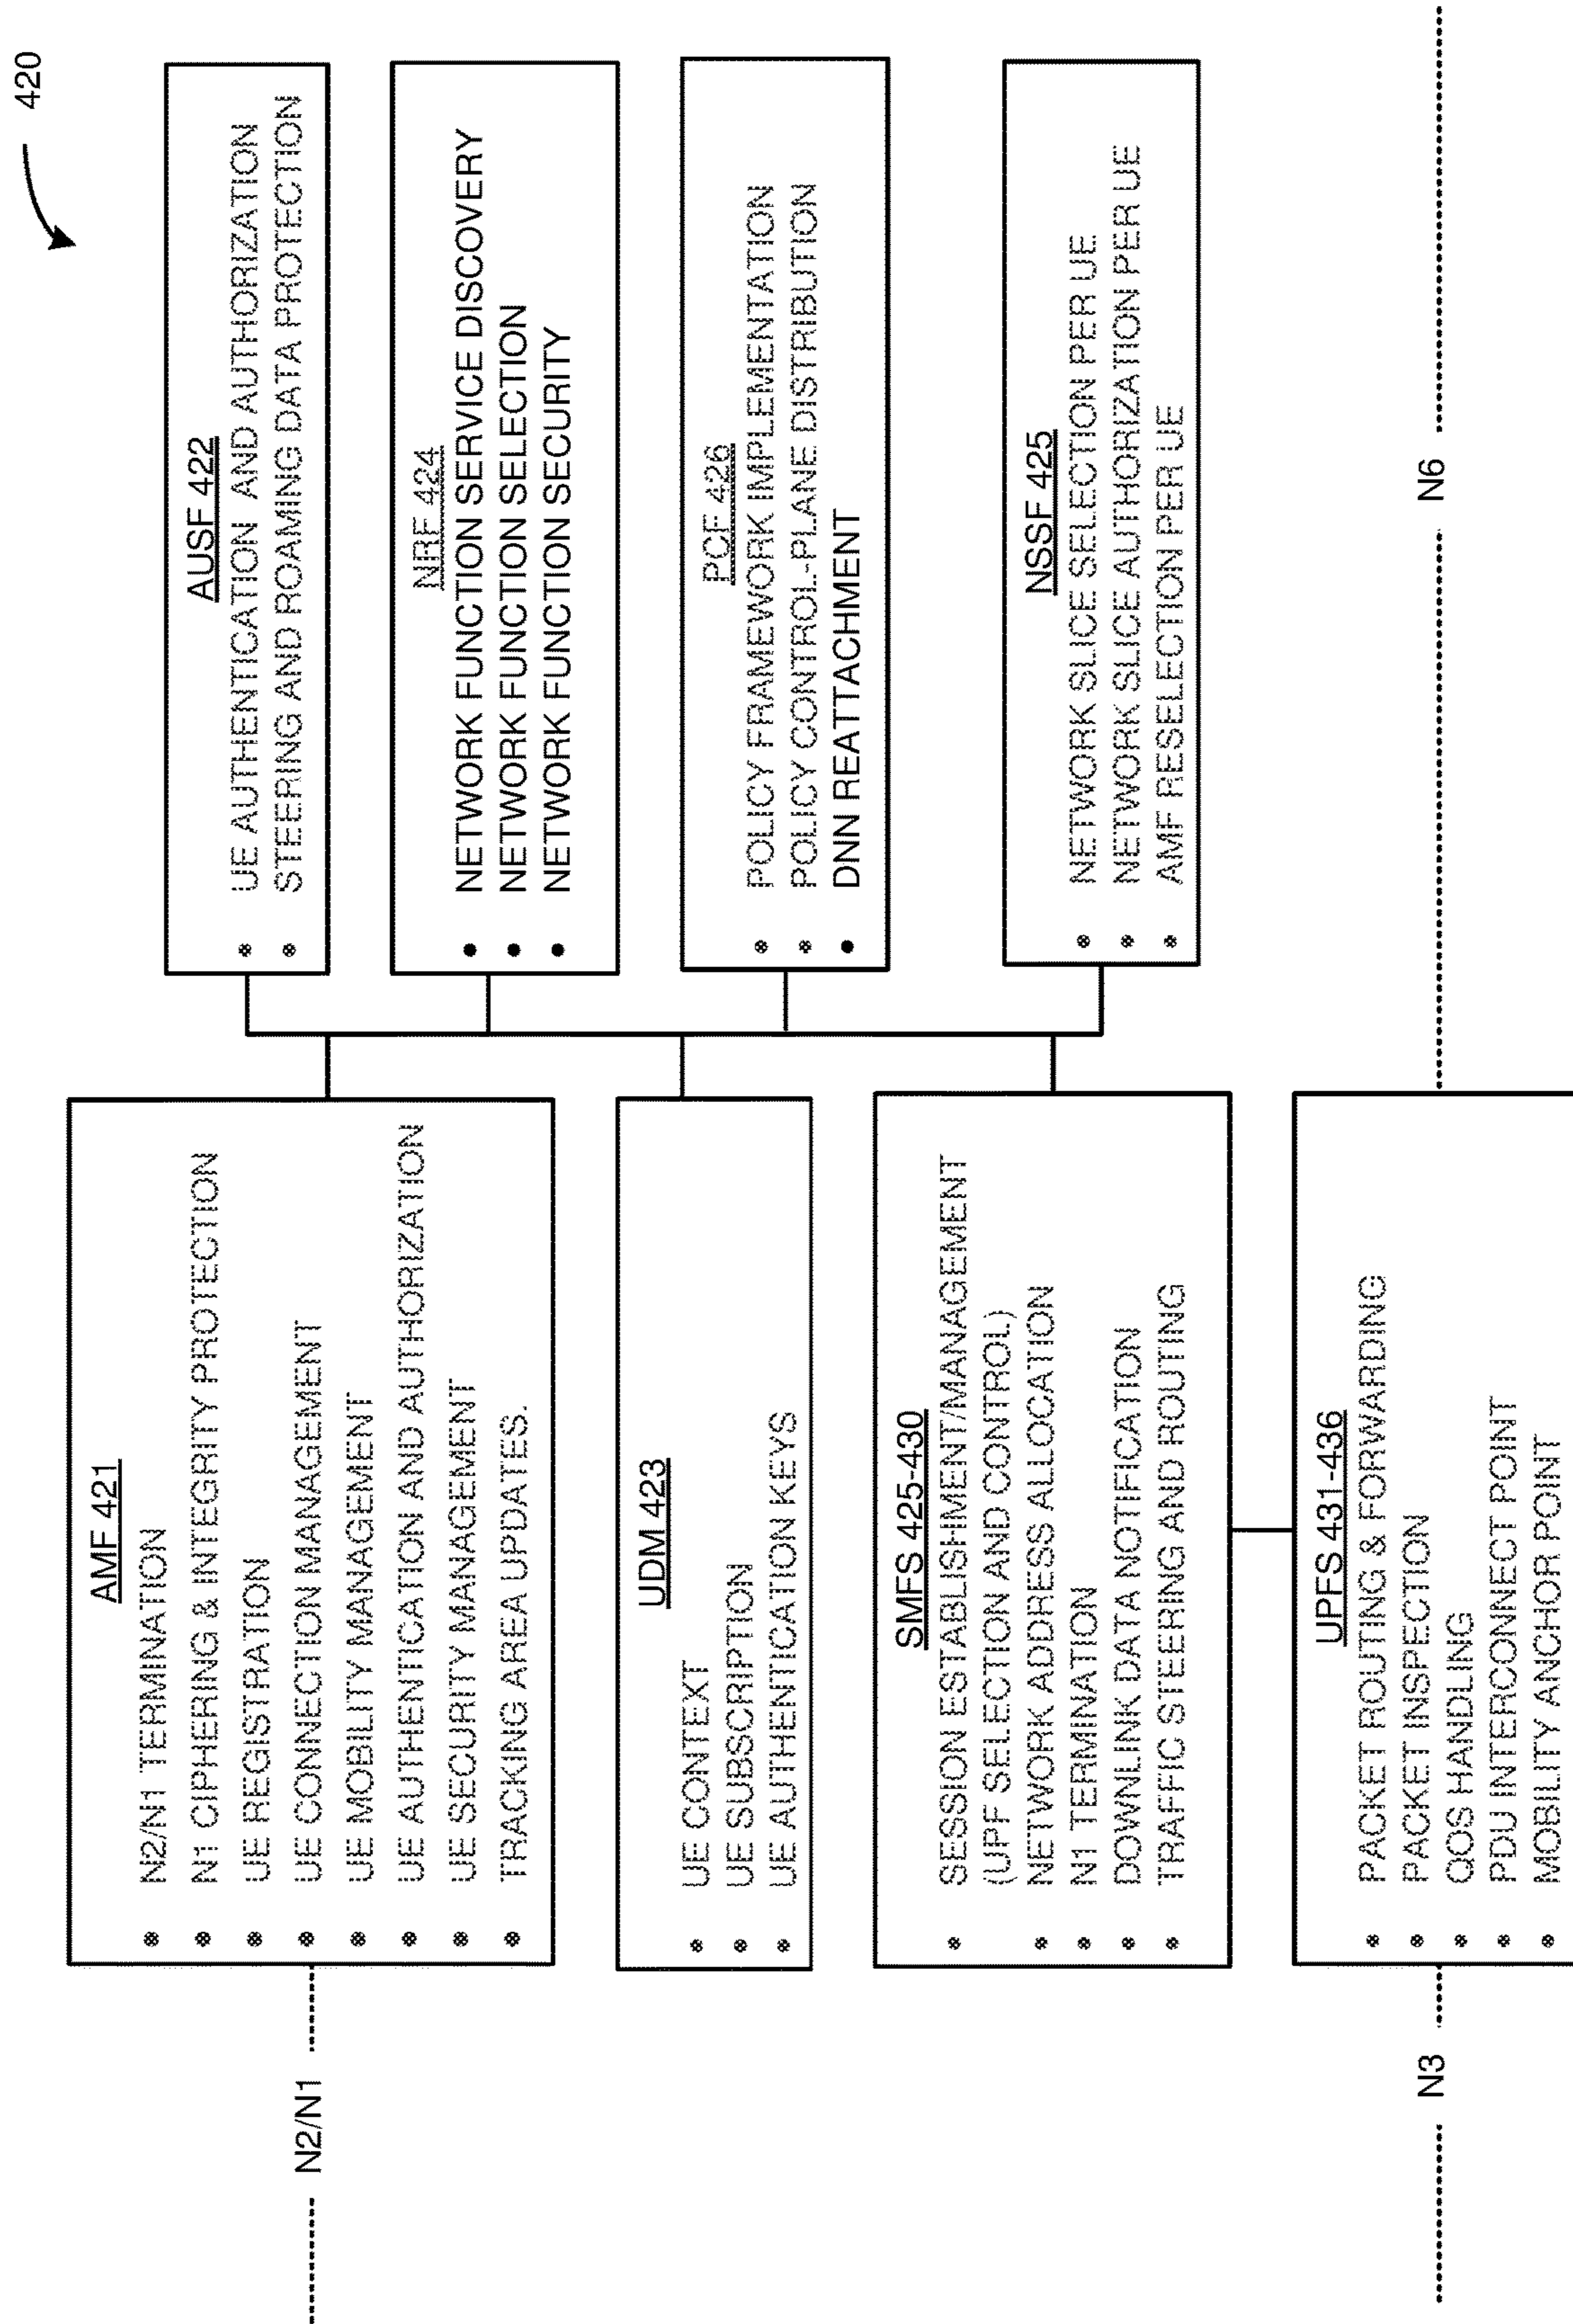 420
AMF 421
• N2/N1 TERMINATION
• N1 CIPHERING & INTEGRITY PROTECTION
• UE REGISTRATION
• UE CONNECTION MANAGEMENT
• UE MOBILITY MANAGEMENT
• UE AUTHENTICATION AND AUTHORIZATION
• UE SECURITY MANAGEMENT
• TRACKING AREA UPDATES.
N2/N1
UDM 423
• UE CONTEXT
• UE SUBSCRIPTION
• UE AUTHENTICATION KEYS
SMFS 425-430
• SESSION ESTABLISHMENT/MANAGEMENT
(UPF SELECTION AND CONTROL)
• NETWORK ADDRESS ALLOCATION
• N1 TERMINATION
• DOWNLINK DATA NOTIFICATION
• TRAFFIC STEERING AND ROUTING
UPFS 431-436
• PACKET ROUTING & FORWARDING
• PACKET INSPECTION
• QOS HANDLING
• PDU INTERCONNECT POINT
• MOBILITY ANCHOR POINT
N3
AUSF 422
• UE AUTHENTICATION AND AUTHORIZATION
• STEERING AND ROAMING DATA PROTECTION
NRF 424
• NETWORK FUNCTION SERVICE DISCOVERY
• NETWORK FUNCTION SELECTION
• NETWORK FUNCTION SECURITY
PCF 426
• POLICY FRAMEWORK IMPLEMENTATION
• POLICY CONTROL-PLANE DISTRIBUTION
• DNN REATTACHMENT
NSSF 425
• NETWORK SLICE SELECTION PER UE
• NETWORK SLICE AUTHORIZATION PER UE
• AMF RESELECTION PER UE
N6